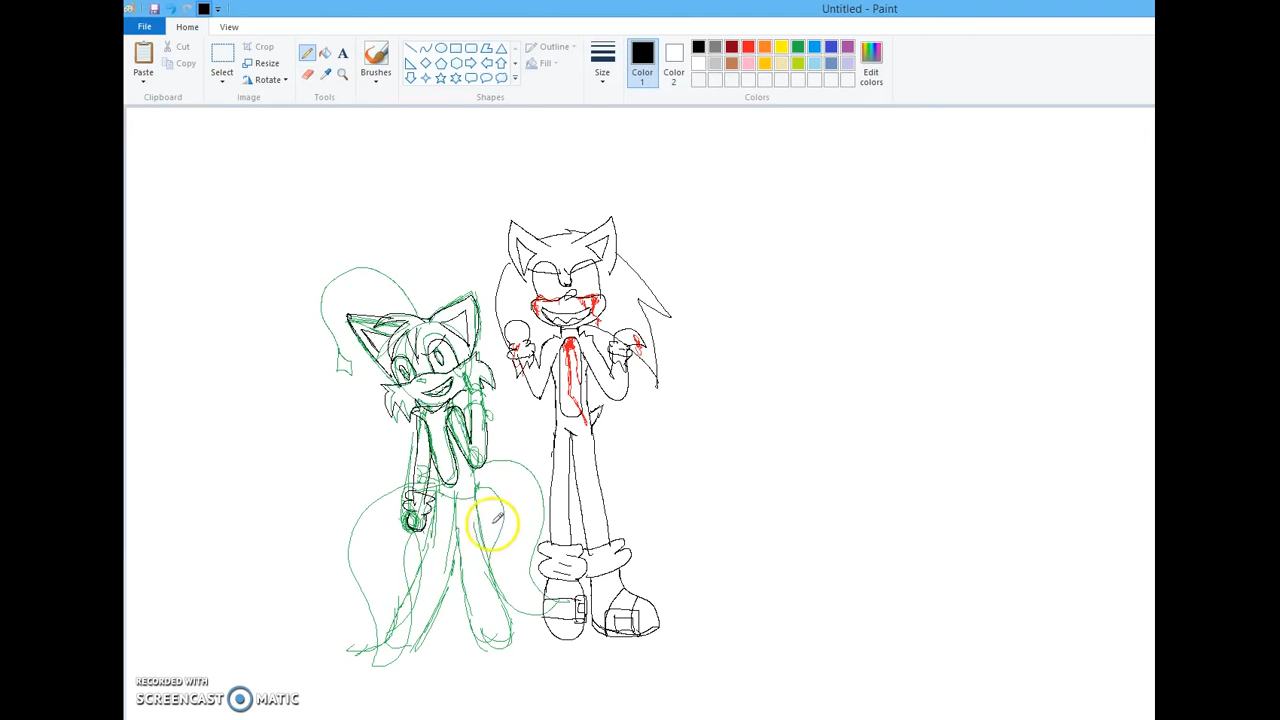 Untitled - Paint
File Home View
Paste
Cut
Copy
Clipboard
Select
Crop
Resize
Rotate
Image
A
Tools
Brushes
Outline
Fill
Shapes
Size
Color
1
Color
2
Edit
colors
Colors
RECORDED WITH
SCREENCAST MATIC